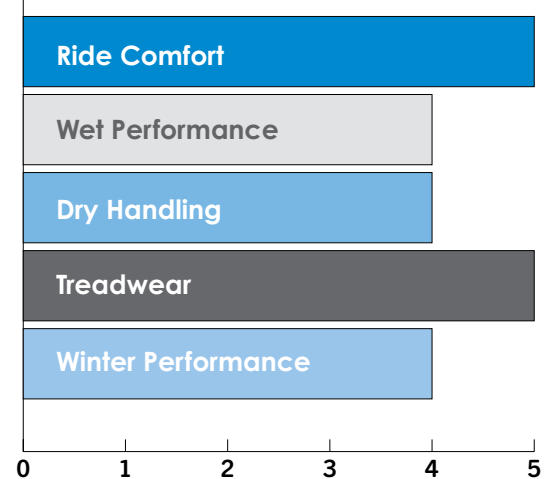 Ride Comfort
Wet Performance
Dry Handling
Treadwear
Winter Performance
0 1 2 3 4 5